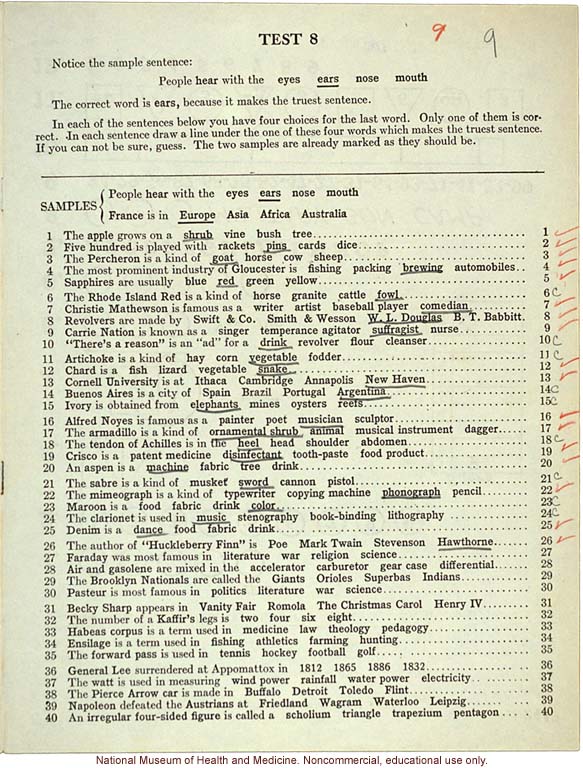 9 9
TEST 8
Notice the sample sentence:
People hear with the eyes ears nose mouth
The correct word is ears, because it makes the truest sentence.
In each of the sentences below you have four choices for the last word. Only one of them is cor-
rect. In each sentence draw a line under the one of these four words which makes the truest sentence.
If you can not be sure, guess. The two samples are already marked as they should be.
SAMPLES { People hear with the eyes ears nose mouth
France is in Europe Asia Africa Australia
1 The apple grows on a shrub vine bush tree 1
2 Five hundred is played with rackets pins cards dice 2
3 The Percheron is a kind of goat horse cow sheep 3
4 The most prominent industry of Gloucester is fishing packing brewing automobiles 4
5 Sapphires are usually blue red green yellow 5
6 The Rhode Island Red is a kind of horse granite cattle fowl 6 C
7 Christie Mathewson is famous as a writer artist baseball player comedian 7
8 Revolvers are made by Swift & Co. Smith & Wesson W. L. Douglas B. T. Babbitt. 8
9 Carrie Nation is known as a singer temperance agitator suffragist nurse 9
10 "There's a reason" is an "ad" for a drink revolver flour cleanser 10 C
11 Artichoke is a kind of hay corn vegetable fodder 11 C
12 Chard is a fish lizard vegetable snake 12
13 Cornell University is at Ithaca Cambridge Annapolis New Haven 13
14 Buenos Aires is a city of Spain Brazil Portugal Argentina 14 C
15 Ivory is obtained from elephants mines oysters reefs 15 C
16 Alfred Noyes is famous as a painter poet musician sculptor 16
17 The armadillo is a kind of ornamental shrub animal musical instrument dagger 17
18 The tendon of Achilles is in the heel head shoulder abdomen 18 C
19 Crisco is a patent medicine disinfectant tooth-paste food product 19
20 An aspen is a machine fabric tree drink 20
21 The sabre is a kind of musket sword cannon pistol 21 C
22 The mimeograph is a kind of typewriter copying machine phonograph pencil 22
23 Maroon is a food fabric drink color 23 C
24 The clarionet is used in music stenography book-binding lithography 24 C
25 Denim is a dance food fabric drink 25
26 The author of "Huckleberry Finn" is Poe Mark Twain Stevenson Hawthorne 26
27 Faraday was most famous in literature war religion science 27
28 Air and gasolene are mixed in the accelerator carburetor gear case differential 28
29 The Brooklyn Nationals are called the Giants Orioles Superbas Indians 29
30 Pasteur is most famous in politics literature war science 30
31 Becky Sharp appears in Vanity Fair Romola The Christmas Carol Henry IV 31
32 The number of a Kaffir's legs is two four six eight 32
33 Habeas corpus is a term used in medicine law theology pedagogy 33
34 Ensilage is a term used in fishing athletics farming hunting 34
35 The forward pass is used in tennis hockey football golf 35
36 General Lee surrendered at Appomattox in 1812 1865 1886 1832 36
37 The watt is used in measuring wind power rainfall water power electricity 37
38 The Pierce Arrow car is made in Buffalo Detroit Toledo Flint 38
39 Napoleon defeated the Austrians at Friedland Wagram Waterloo Leipzig 39
40 An irregular four-sided figure is called a scholium triangle trapezium pentagon 40
National Museum of Health and Medicine. Noncommercial, educational use only.